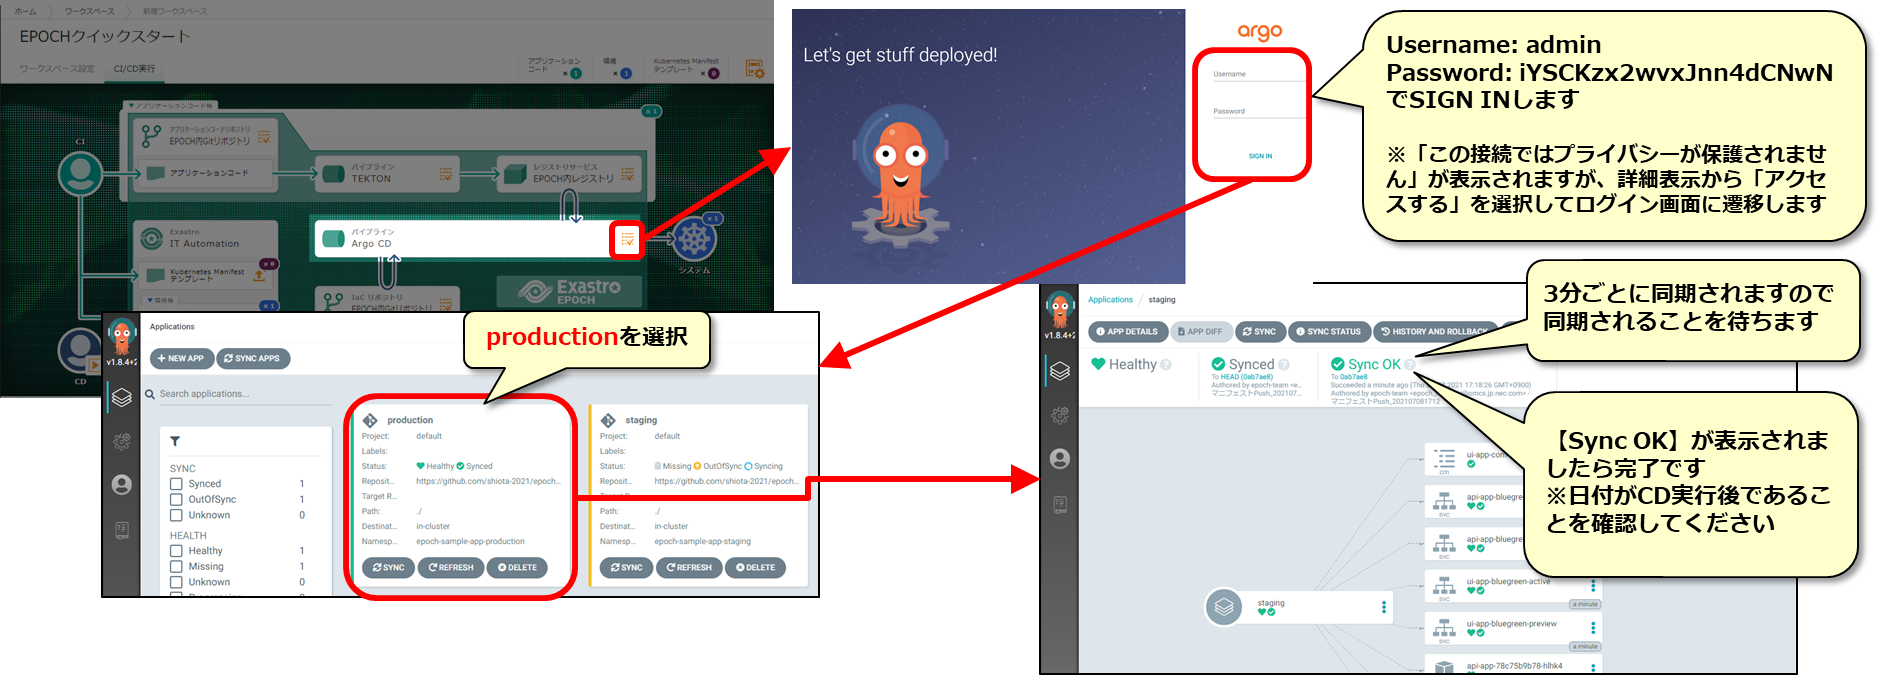 ホーム
ワークスペース
新規ワークスペース
EPOCHクイックスタート
ワークスペース設定
CI/CD実行
アプリケーション
コード
× 1
環境
× 1
Kubernetes Manifest
テンプレート
× 0
▼アプリケーションコード毎
× 1
CI
アプリケーションコードリポジトリ
EPOCH内Gitリポジトリ
アプリケーションコード
パイプライン
TEKTON
レジストリサービス
EPOCH内レジストリ
パイプライン
Argo CD
× 1
システム
Exastro
IT Automation
× 0
Kubernetes Manifest
テンプレート
▼環境毎
× 1
IaC リポジトリ
EPOCH内Gitリポジトリ
Exastro
EPOCH
CD
Let's get stuff deployed!
argo
Username
Password
SIGN IN
Username: admin
Password: iYSCKzx2wvxJnn4dCNwN
でSIGN INします
※「この接続ではプライバシーが保護されませ
ん」が表示されますが、詳細表示から「アクセ
スする」を選択してログイン画面に遷移します
v1.8.4+2
Applications
+ NEW APP
SYNC APPS
Search applications...
SYNC
Synced 1
OutOfSync 1
Unknown 0
HEALTH
Healthy 1
Missing 1
Unknown 0
productionを選択
production
Project: default
Labels:
Status: Healthy Synced
Reposit... https://github.com/shiota-2021/epoch...
Target R...
Path: ./
Destinat... in-cluster
Namesp... epoch-sample-app-production
SYNC
REFRESH
DELETE
staging
Project: default
Labels:
Status: Missing OutOfSync Syncing
Reposit... https://github.com/shiota-2021/epoch...
Path: ./
Destinat... in-cluster
Namesp... epoch-sample-app-staging
SYNC
REFRESH
DELETE
v1.8.4+
Applications / staging
APP DETAILS
APP DIFF
SYNC
SYNC STATUS
HISTORY AND ROLLBACK
Healthy
Synced
To HEAD (0ab7ae8)
Authored by epoch-team <e...
マニフェストPush_202107...
Sync OK
To 0ab7ae8
Succeeded a minute ago
2021 17:18:26 GMT+0900)
Authored by epoch-team <epoch
マニフェストPush_202107081712
3分ごとに同期されますので
同期されることを待ちます
【Sync OK】が表示されま
したら完了です
※日付がCD実行後であるこ
とを確認してください
staging
cm
ui-app-con
svc
api-app-bluegre
svc
api-app-bluegre
svc
ui-app-bluegreen-active
a minute
svc
ui-app-bluegreen-preview
a minute
api-app-78c75b9b78-hlhk4